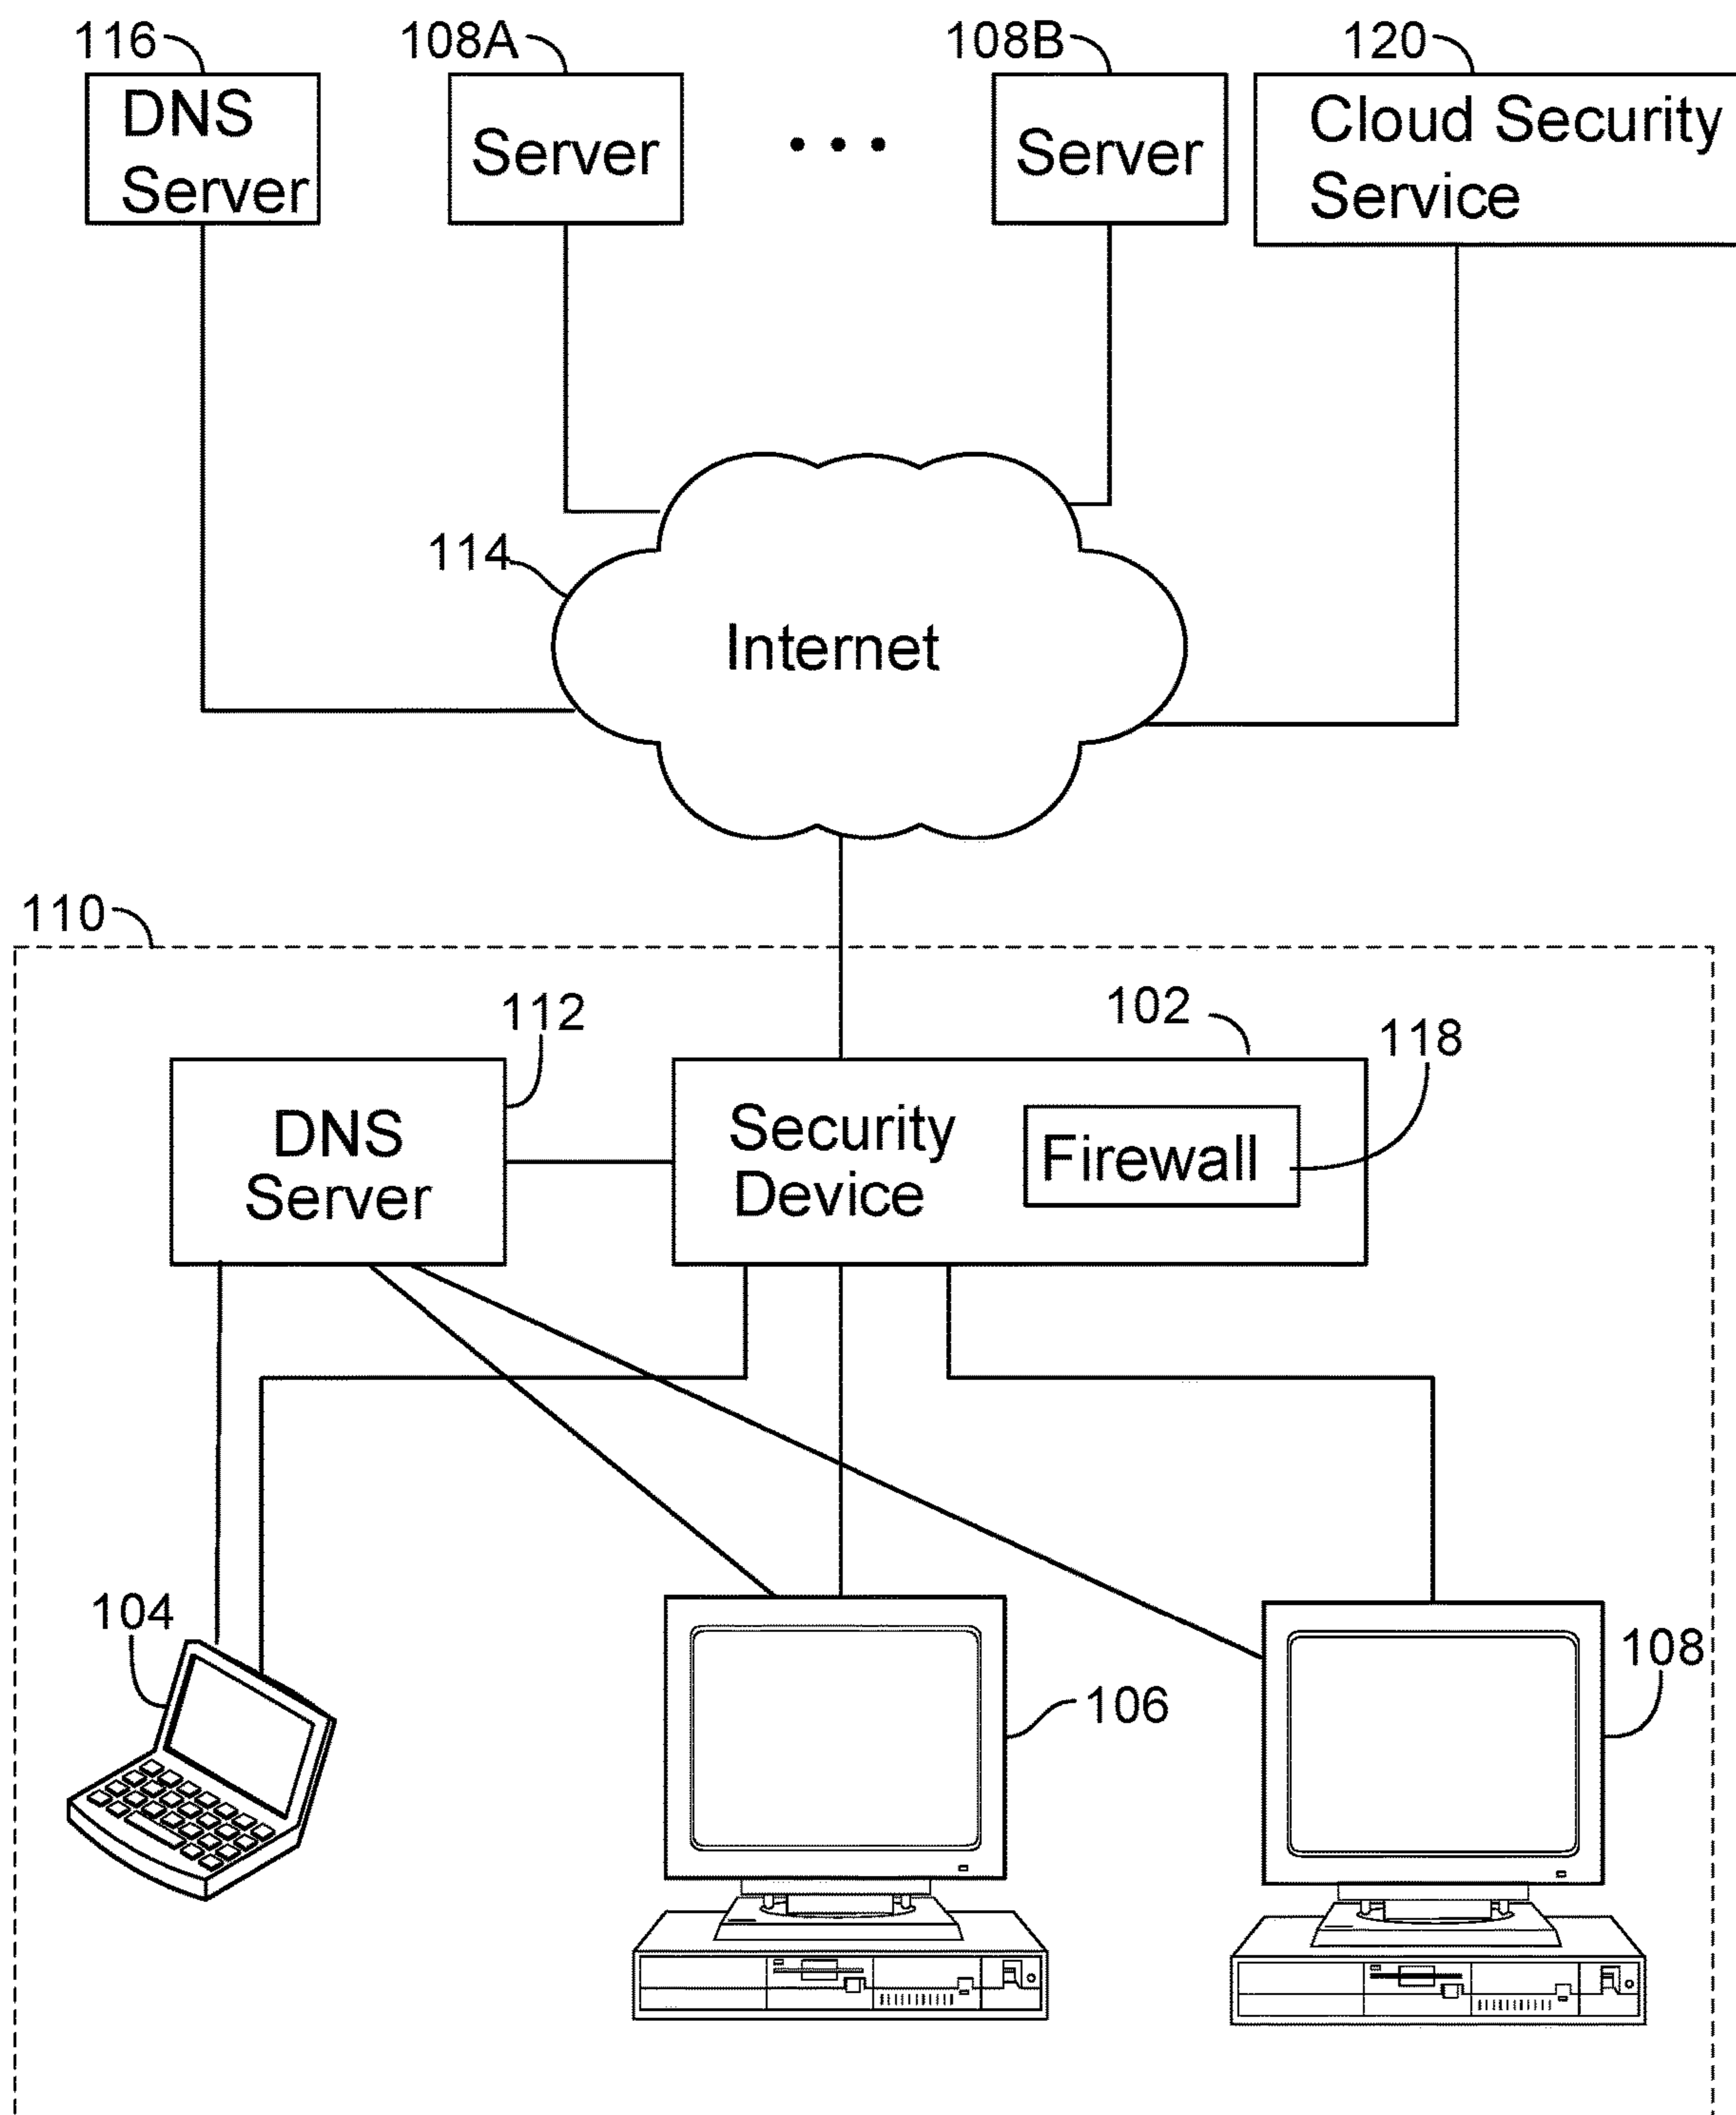 116
108A
108B
120
DNS
Server
Server
• • •
Server
Cloud Security
Service
114
Internet
110
112
102
118
DNS
Server
Security
Device
Firewall
104
106
108